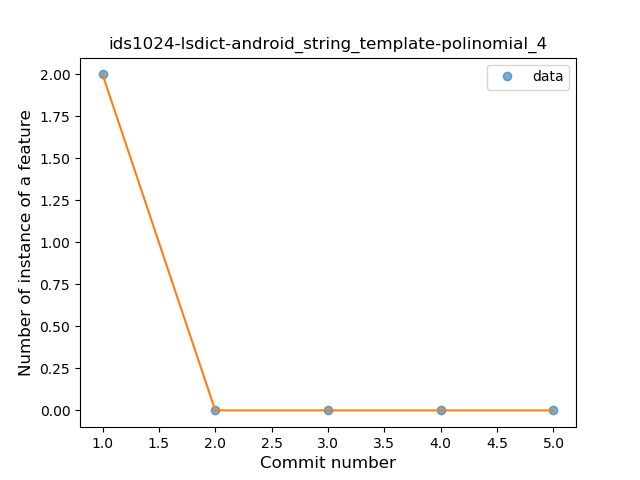 ids1024-lsdict-android_string_template-polinomial_4
data
Number of instance of a feature
2.00
1.75
1.50
1.25
1.00
0.75
0.50
0.25
0.00
1.0 1.5 2.0 2.5 3.0 3.5 4.0 4.5 5.0
Commit number